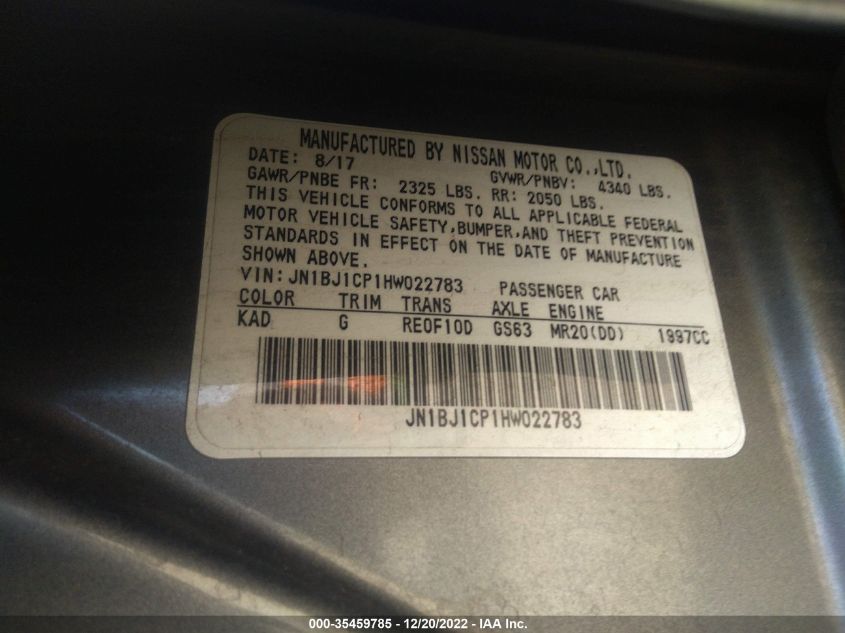 MANUFACTURED BY NISSAN MOTOR CO.,LTD.
DATE: 8/17 GVWR/PNBV: 4340 LBS.
GAWR/PNBE FR: 2325 LBS. RR: 2050 LBS.
THIS VEHICLE CONFORMS TO ALL APPLICABLE FEDERAL
MOTOR VEHICLE SAFETY,BUMPER,AND THEFT PREVENTION
STANDARDS IN EFFECT ON THE DATE OF MANUFACTURE
SHOWN ABOVE.
VIN:JN1BJ1CP1HW022783 PASSENGER CAR
COLOR TRIM TRANS AXLE ENGINE
KAD G RE0F10D GS63 MR20(DD) 1997CC
JN1BJ1CP1HW022783
000-35459785 - 12/20/2022 - IAA Inc.